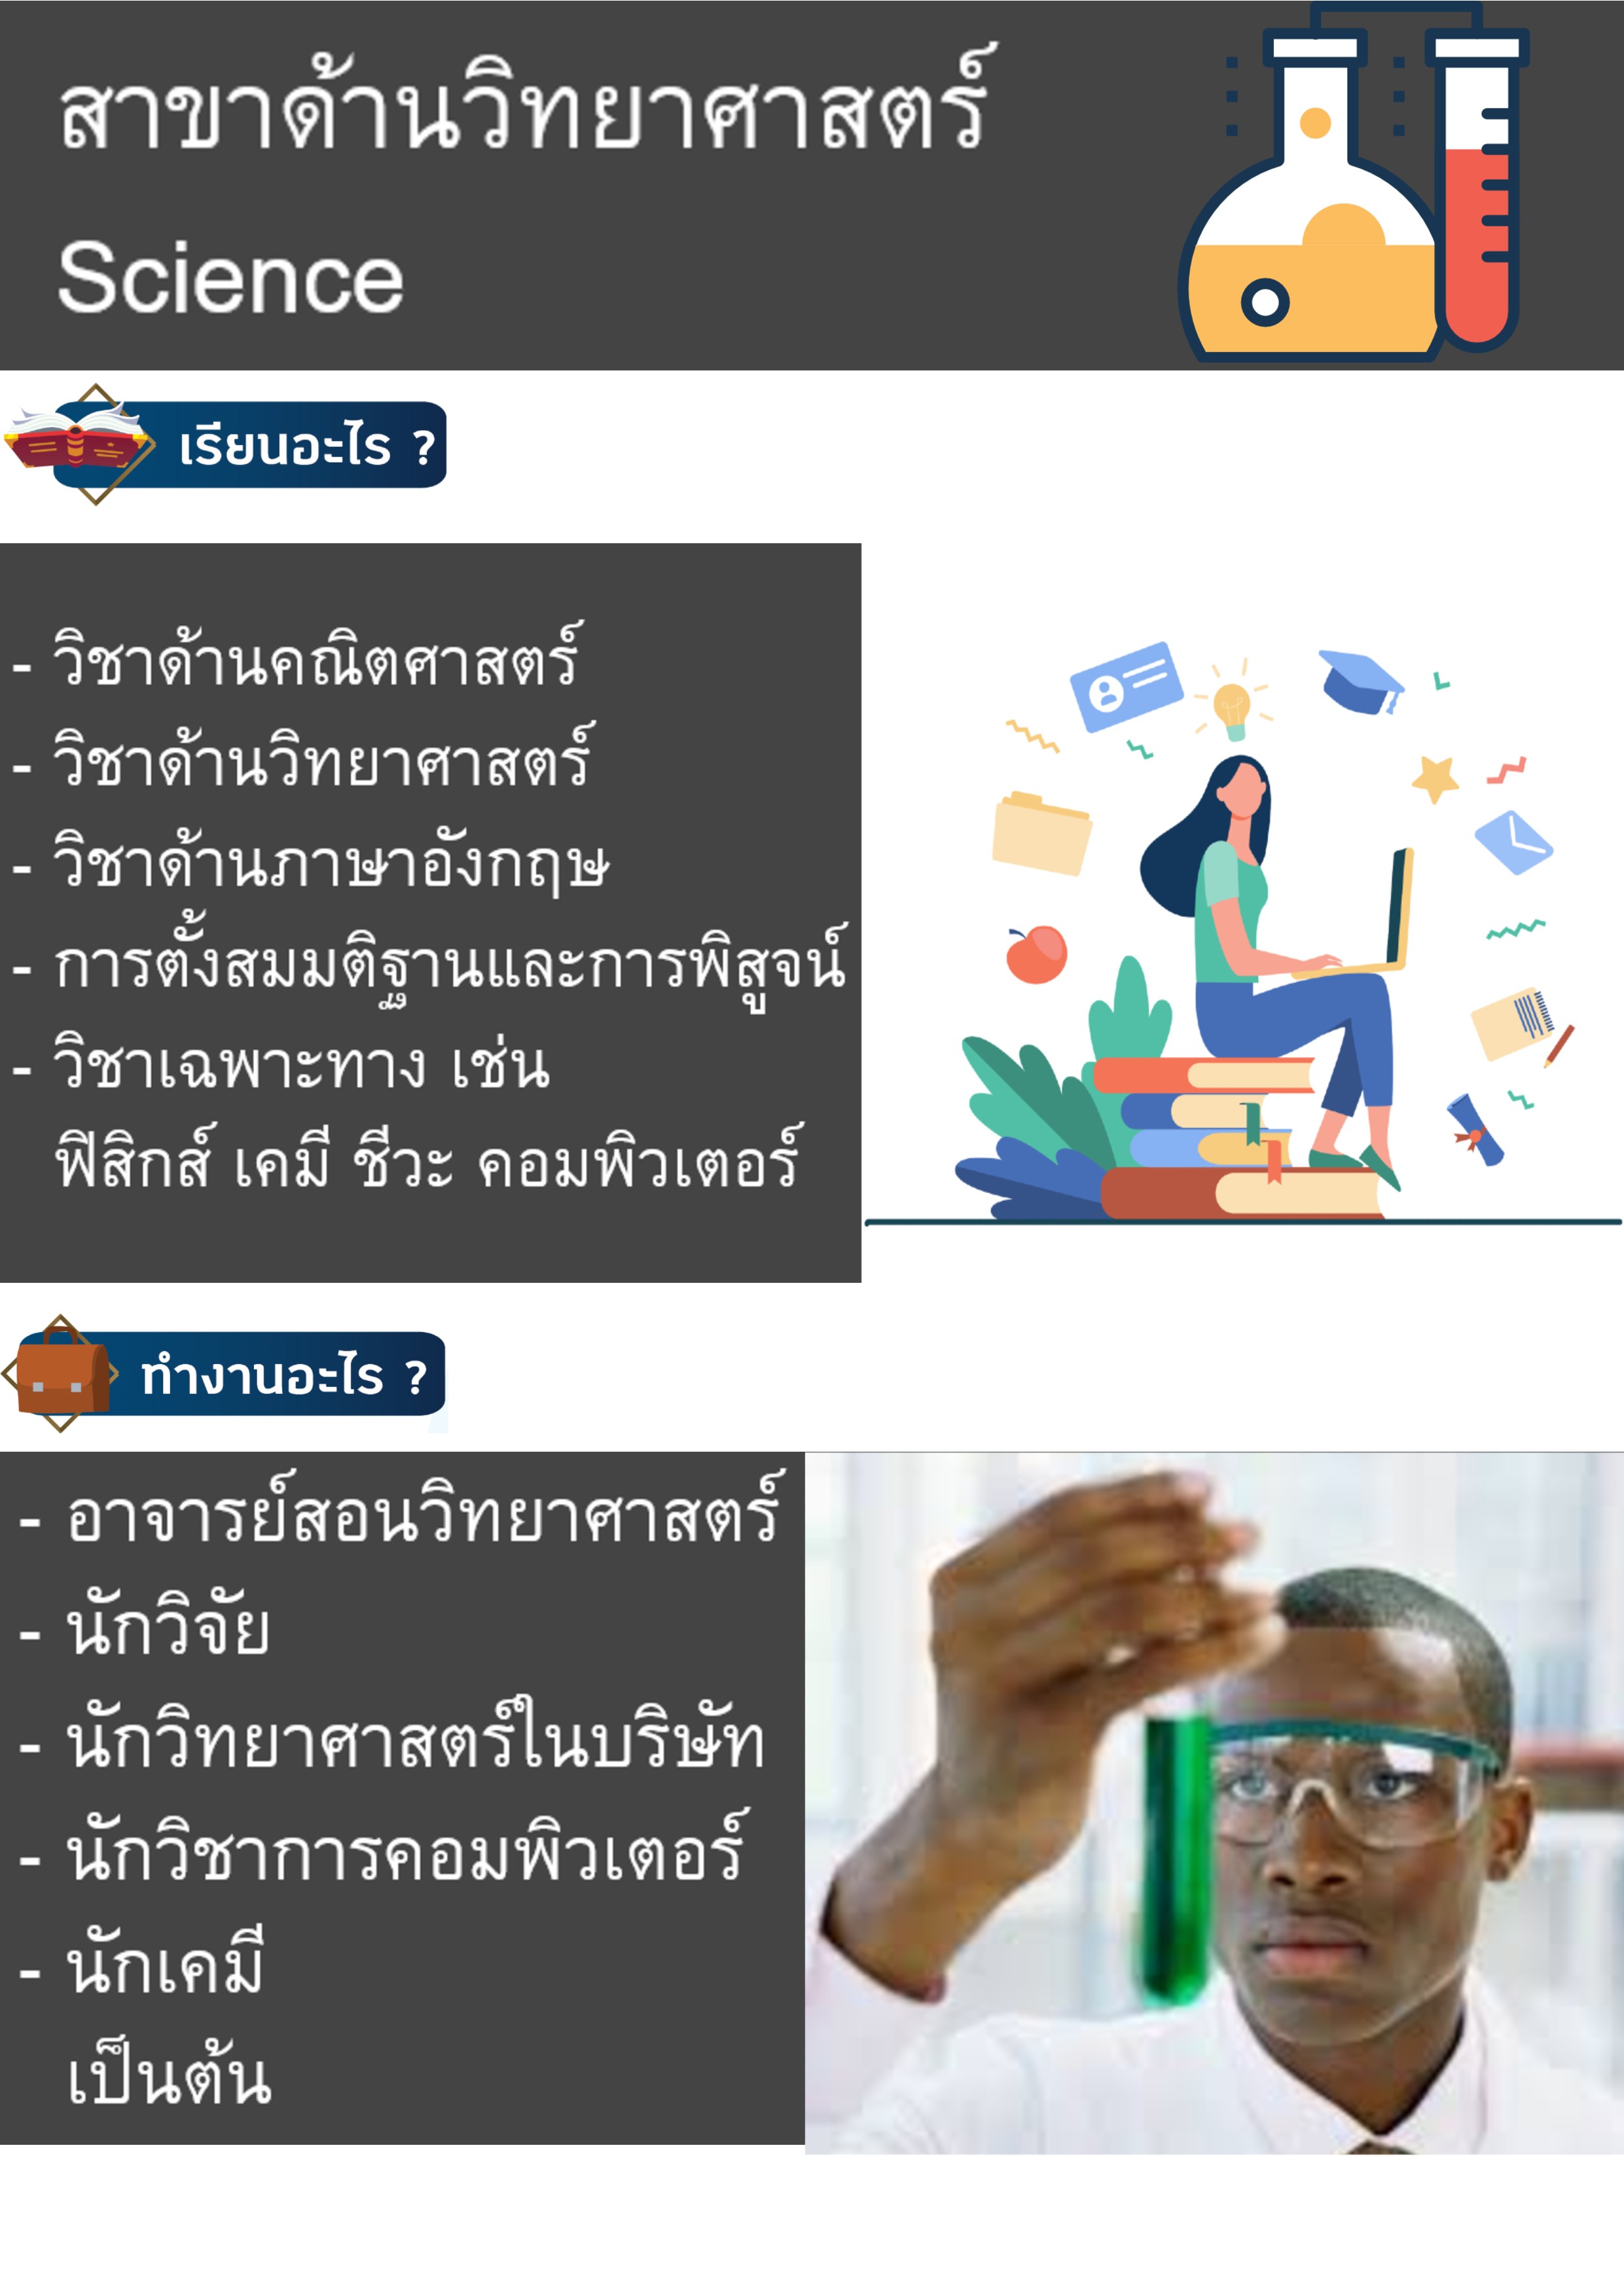 สาขาด้านวิทยาศาสตร์
Science
เรียนอะไร ?
- วิชาด้านคณิตศาสตร์
- วิชาด้านวิทยาศาสตร์
- วิชาด้านภาษาอังกฤษ
- การตั้งสมมติฐานและการพิสูจน์
- วิชาเฉพาะทาง เช่น
ฟิสิกส์ เคมี ชีวะ คอมพิวเตอร์
ทำงานอะไร ?
- อาจารย์สอนวิทยาศาสตร์
- นักวิจัย
- นักวิทยาศาสตร์ในบริษัท
- นักวิชาการคอมพิวเตอร์
- นักเคมี
เป็นต้น